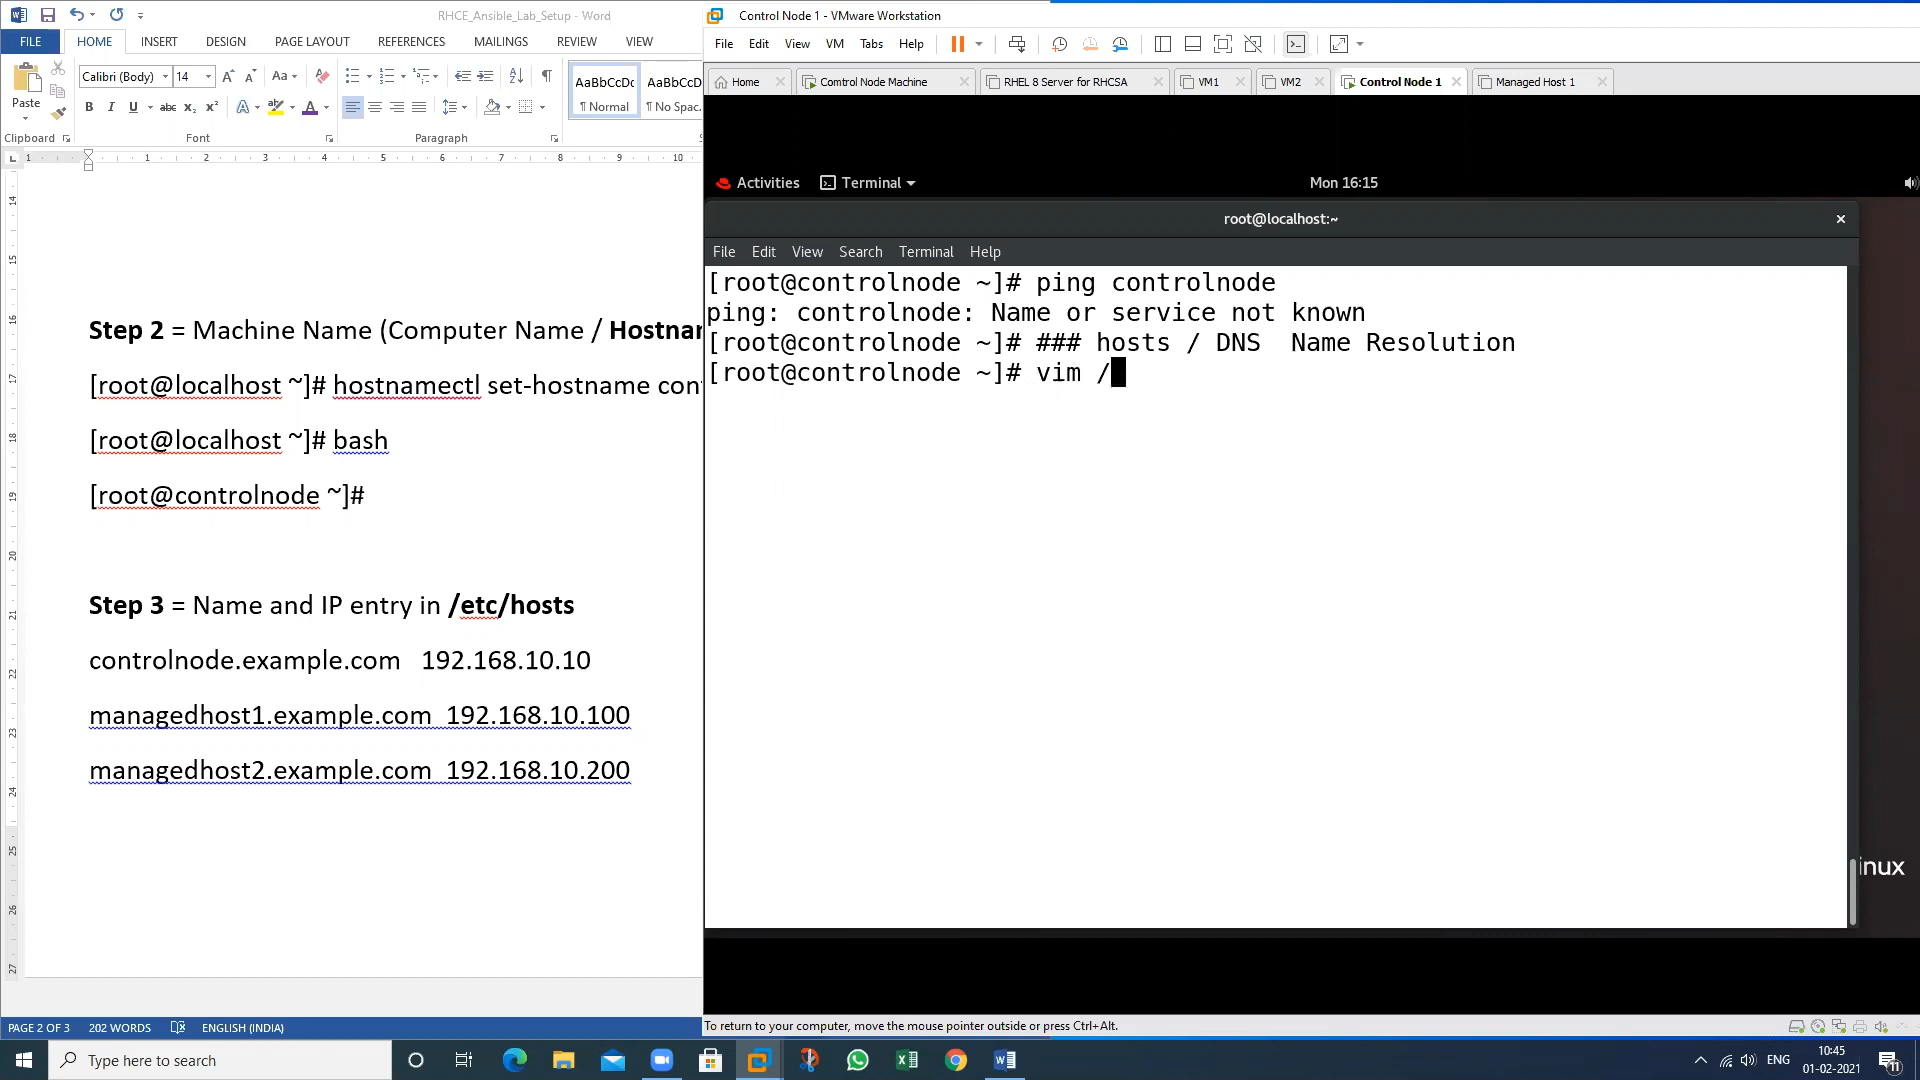 RHCE_Ansible_Lab_Setup - Word
FILE HOME INSERT DESIGN PAGE LAYOUT REFERENCES MAILINGS REVIEW VIEW
Paste
Calibri (Body) 14
AaBbCcDc AaBbCcDc
¶ Normal ¶ No Spac.
Clipboard Font Paragraph
Step 2 = Machine Name (Computer Name / Hostnam
[root@localhost ~]# hostnamectl set-hostname con
[root@localhost ~]# bash
[root@controlnode ~]#
Step 3 = Name and IP entry in /etc/hosts
controlnode.example.com 192.168.10.10
managedhost1.example.com 192.168.10.100
managedhost2.example.com 192.168.10.200
PAGE 2 OF 3 202 WORDS ENGLISH (INDIA)
Control Node 1 - VMware Workstation
File Edit View VM Tabs Help
Home Comtrol Node Machine RHEL 8 Server for RHCSA VM1 VM2 Control Node 1 Managed Host 1
Activities Terminal Mon 16:15
root@localhost:~
File Edit View Search Terminal Help
[root@controlnode ~]# ping controlnode
ping: controlnode: Name or service not known
[root@controlnode ~]# ### hosts / DNS  Name Resolution
[root@controlnode ~]# vim /
inux
To return to your computer, move the mouse pointer outside or press Ctrl+Alt.
Type here to search
ENG
10:45
01-02-2021
11